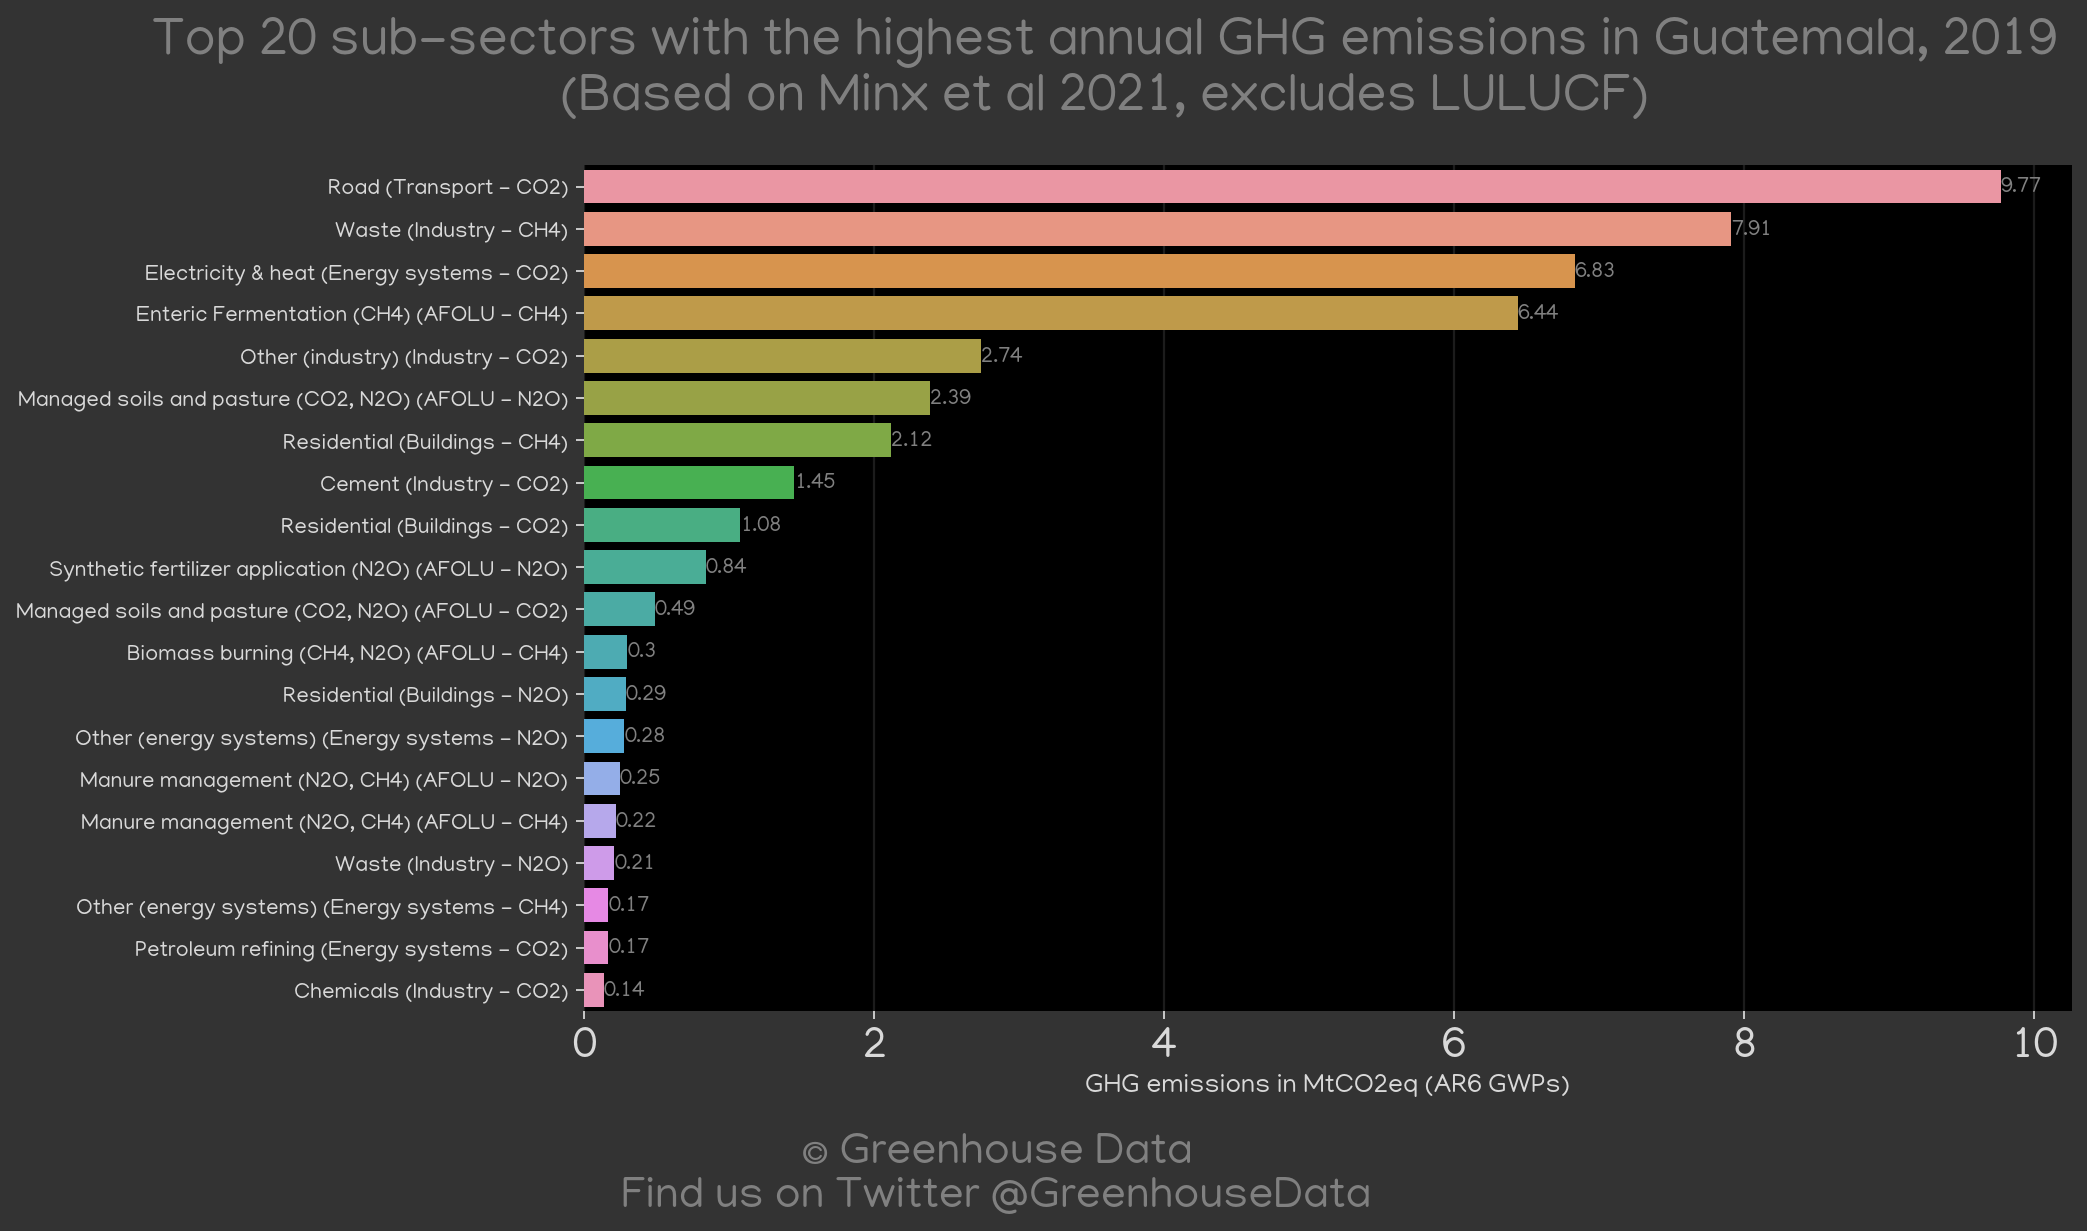 Top 20 sub-sectors with the highest annual GHG emissions in Guatemala, 2019
(Based on Minx et al 2021, excludes LULUCF)
Road (Transport - CO2) 9.77
Waste (Industry - CH4) 7.91
Electricity & heat (Energy systems - CO2) 6.83
Enteric Fermentation (CH4) (AFOLU - CH4) 6.44
Other (industry) (Industry - CO2) 2.74
Managed soils and pasture (CO2, N2O) (AFOLU - N2O) 2.39
Residential (Buildings - CH4) 2.12
Cement (Industry - CO2) 1.45
Residential (Buildings - CO2) 1.08
Synthetic fertilizer application (N2O) (AFOLU - N2O) 0.84
Managed soils and pasture (CO2, N2O) (AFOLU - CO2) 0.49
Biomass burning (CH4, N2O) (AFOLU - CH4) 0.3
Residential (Buildings - N2O) 0.29
Other (energy systems) (Energy systems - N2O) 0.28
Manure management (N2O, CH4) (AFOLU - N2O) 0.25
Manure management (N2O, CH4) (AFOLU - CH4) 0.22
Waste (Industry - N2O) 0.21
Other (energy systems) (Energy systems - CH4) 0.17
Petroleum refining (Energy systems - CO2) 0.17
Chemicals (Industry - CO2) 0.14
0 2 4 6 8 10
GHG emissions in MtCO2eq (AR6 GWPs)
© Greenhouse Data
Find us on Twitter @GreenhouseData